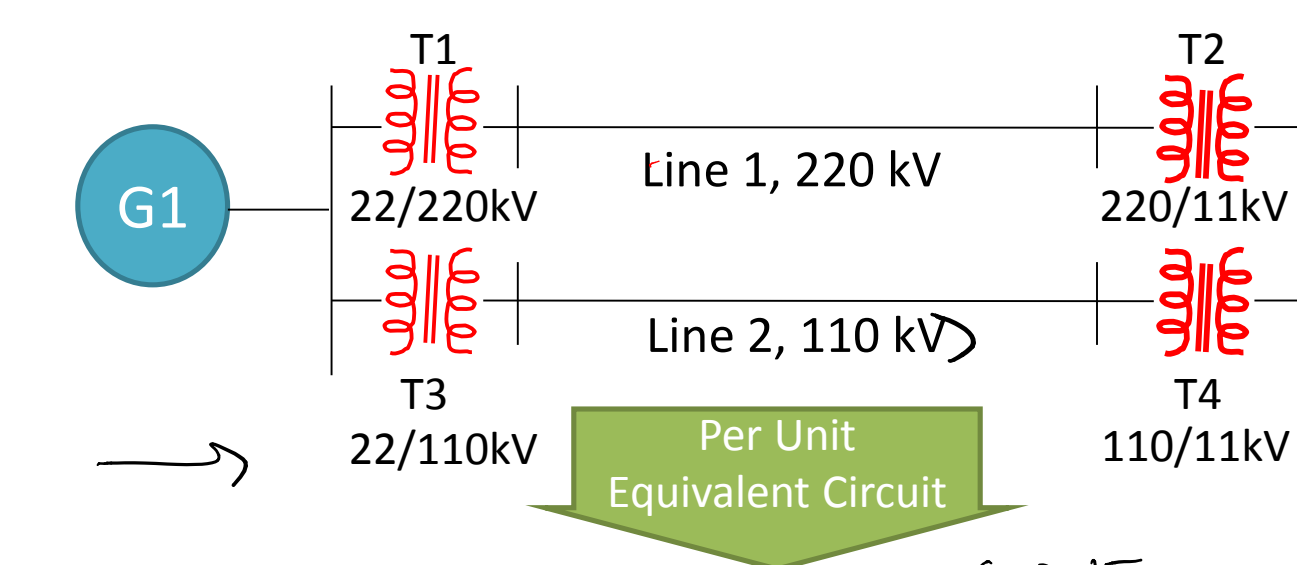 T1
T2
G1
Line 1, 220 kV
22/220kV
220/11kV
Line 2, 110 kV
T3
T4
22/110kV
110/11kV
Per Unit
Equivalent Circuit